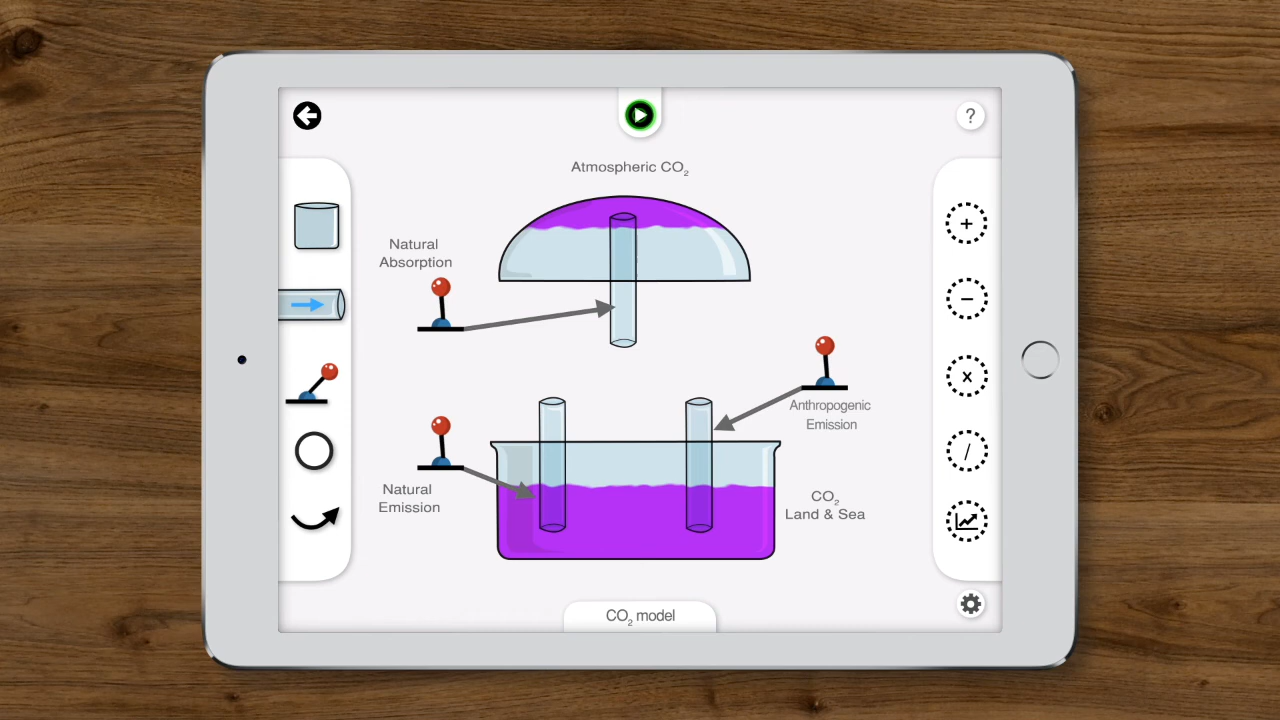 ?
Atmospheric CO₂
Natural
Absorption
+
−
x
Anthropogenic
Emission
/
Natural
Emission
CO₂
Land & Sea
CO₂ model